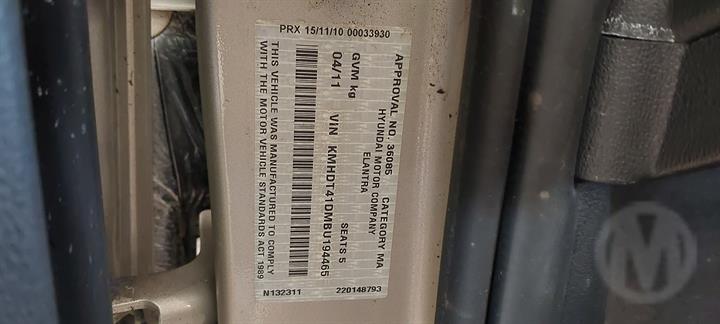 PRX 15/11/10 00033930
APPROVAL NO. 36085 CATEGORY MA
HYUNDAI MOTOR COMPANY
ELANTRA
GVM kg SEATS 5
04/11 VIN KMHDT41DMBU194465
THIS VEHICLE WAS MANUFACTURED TO COMPLY
WITH THE MOTOR VEHICLE STANDARDS ACT 1989
N132311 220148793
M